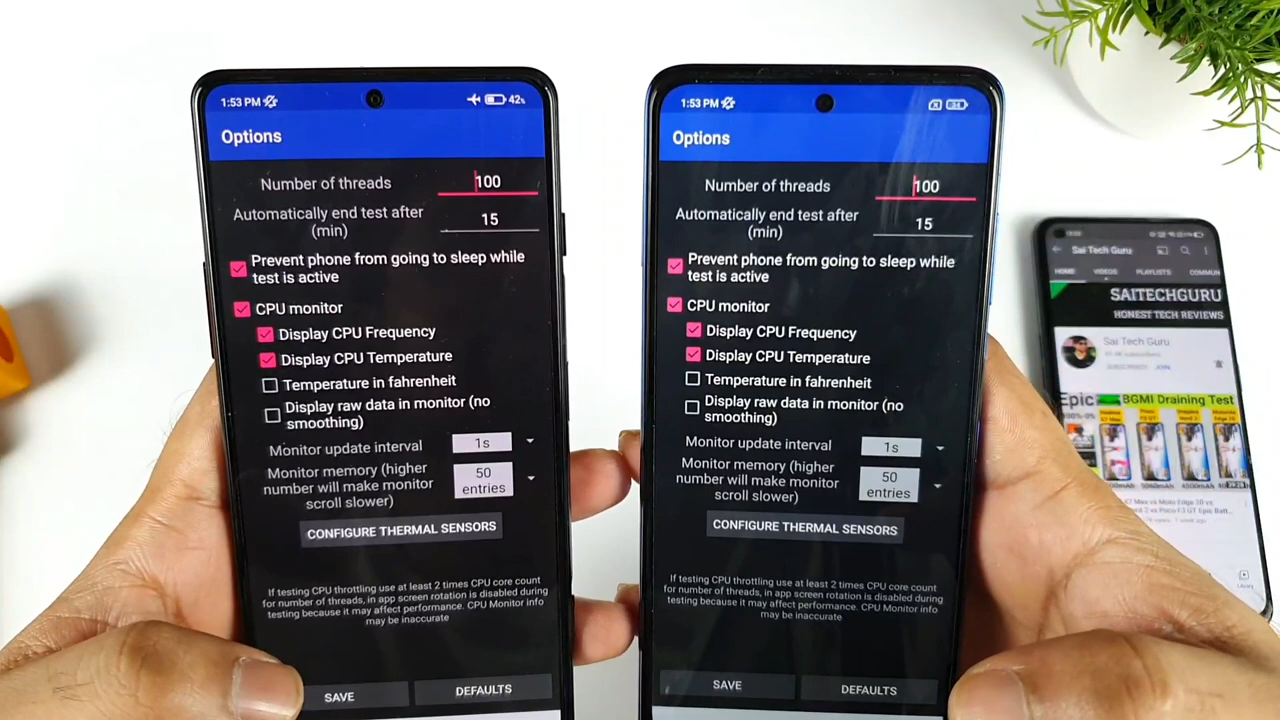 1:53 PM
42%
Options
Number of threads
100
Automatically end test after
(min)
15
Prevent phone from going to sleep while
test is active
CPU monitor
Display CPU Frequency
Display CPU Temperature
Temperature in fahrenheit
Display raw data in monitor (no
smoothing)
Monitor update interval
1s
Monitor memory (higher
number will make monitor
scroll slower)
50
entries
CONFIGURE THERMAL SENSORS
If testing CPU throttling use at least 2 times CPU core count
for number of threads, in app screen rotation is disabled during
testing because it may affect performance. CPU Monitor info
may be inaccurate
SAVE
DEFAULTS
1:53 PM
Options
Number of threads
100
Automatically end test after
(min)
15
Prevent phone from going to sleep while
test is active
CPU monitor
Display CPU Frequency
Display CPU Temperature
Temperature in fahrenheit
Display raw data in monitor (no
smoothing)
Monitor update interval
1s
Monitor memory (higher
number will make monitor
scroll slower)
50
entries
CONFIGURE THERMAL SENSORS
If testing CPU throttling use at least 2 times CPU core count
for number of threads, in app screen rotation is disabled during
testing because it may affect performance. CPU Monitor info
may be inaccurate
SAVE
DEFAULTS
Sai Tech Guru
HOME VIDEOS PLAYLISTS COMMUN
SAITECHGURU
HONEST TECH REVIEWS
Sai Tech Guru
JOIN
Epic
BGMI Draining Test